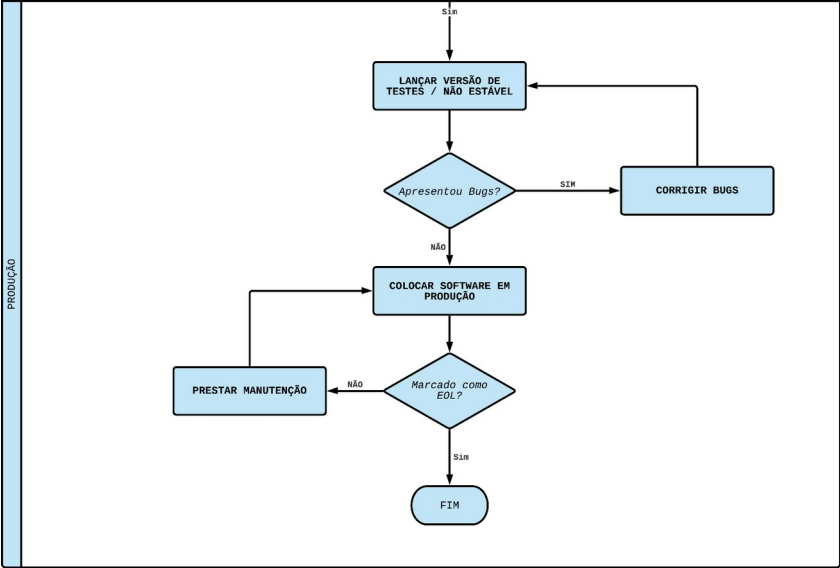 Sim
LANÇAR VERSÃO DE
TESTES / NÃO ESTÁVEL
Apresentou Bugs?
SIM
CORRIGIR BUGS
NÃO
PRODUÇÃO
COLOCAR SOFTWARE EM
PRODUÇÃO
PRESTAR MANUTENÇÃO
NÃO
Marcado como
EOL?
Sim
FIM